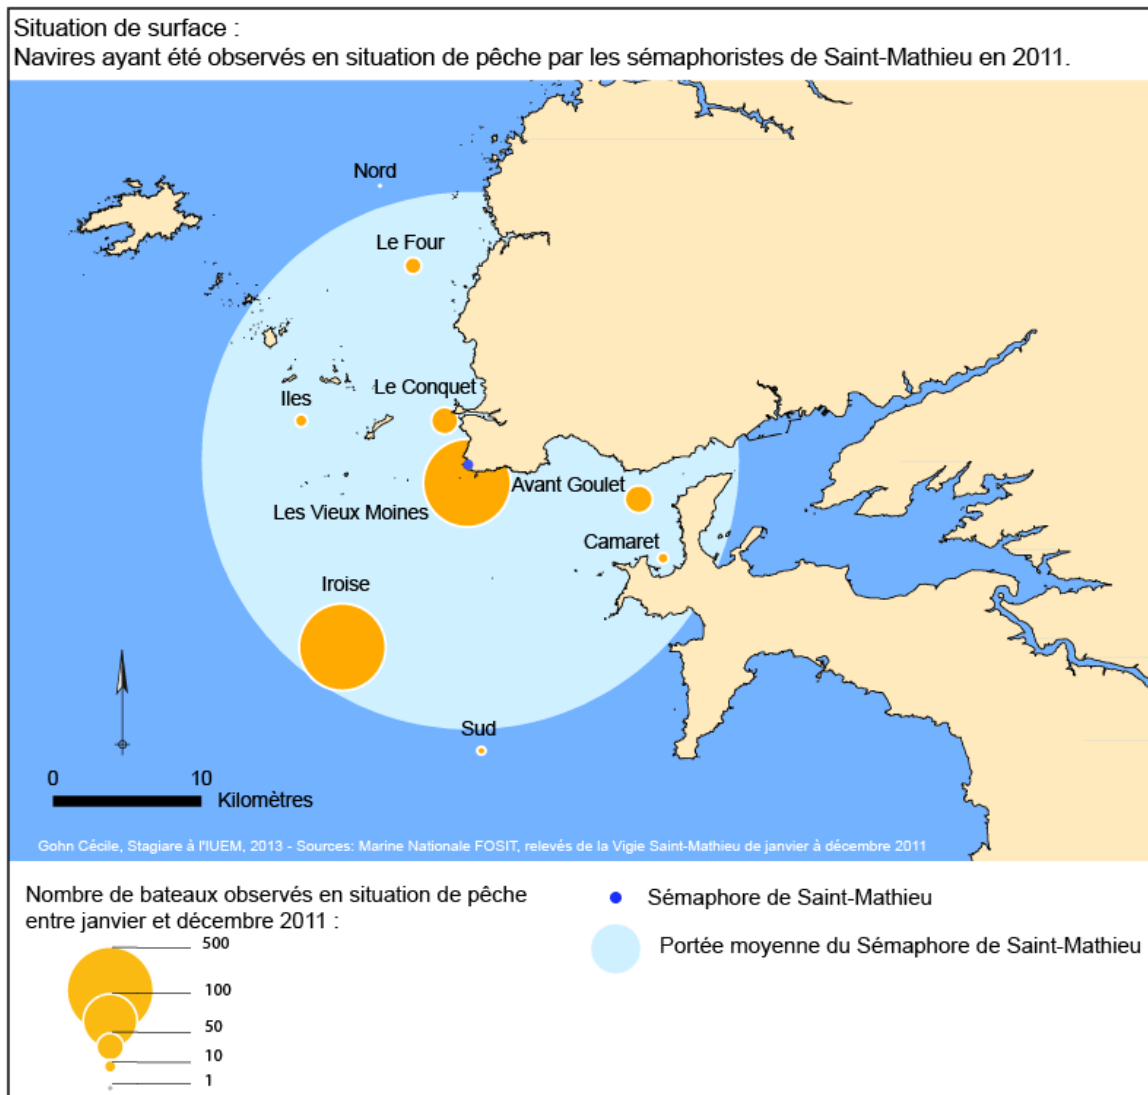 Situation de surface :
Navires ayant été observés en situation de pêche par les sémaphoristes de Saint-Mathieu en 2011.
Nord
Le Four
Le Conquet
Iles
Avant Goulet
Les Vieux Moines
Camaret
Iroise
Sud
0 10
Kilomètres
Gohn Cécile, Stagiare à l'IUEM, 2013 - Sources: Marine Nationale FOSIT, relevés de la Vigie Saint-Mathieu de janvier à décembre 2011
Nombre de bateaux observés en situation de pêche
entre janvier et décembre 2011 :
500
100
50
10
1
Sémaphore de Saint-Mathieu
Portée moyenne du Sémaphore de Saint-Mathieu